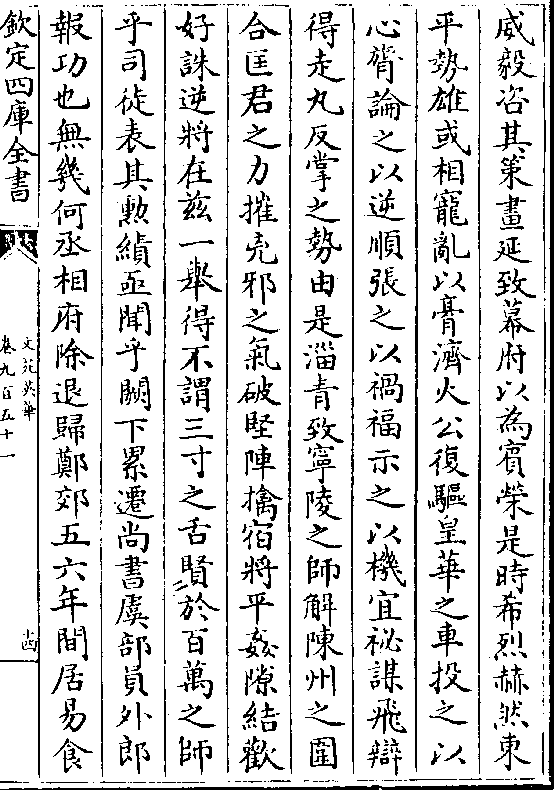 威毅咨其策畫延致幕府以為賓榮是時希烈赫然東
平勢雄或相寵亂以膏濟火公復驅皇華之車投之以
心膂論之以逆順張之以禍福示之以機宜祕謀飛辯
得走丸反掌之勢由是淄青致寧陵之師解陳州之圍
合匡君之力摧兇邪之氣破堅陣擒宿將平姦隙結歡
好誅逆將在兹一舉得不謂三寸之舌賢於百萬之師
乎司徒表其勲績亟聞乎闕下累遷尚書虞部員外郎
報功也無幾何丞相府除退歸鄭郊五六年間居易食
欽定四庫全書
文苑英華
卷九百五十一
十四